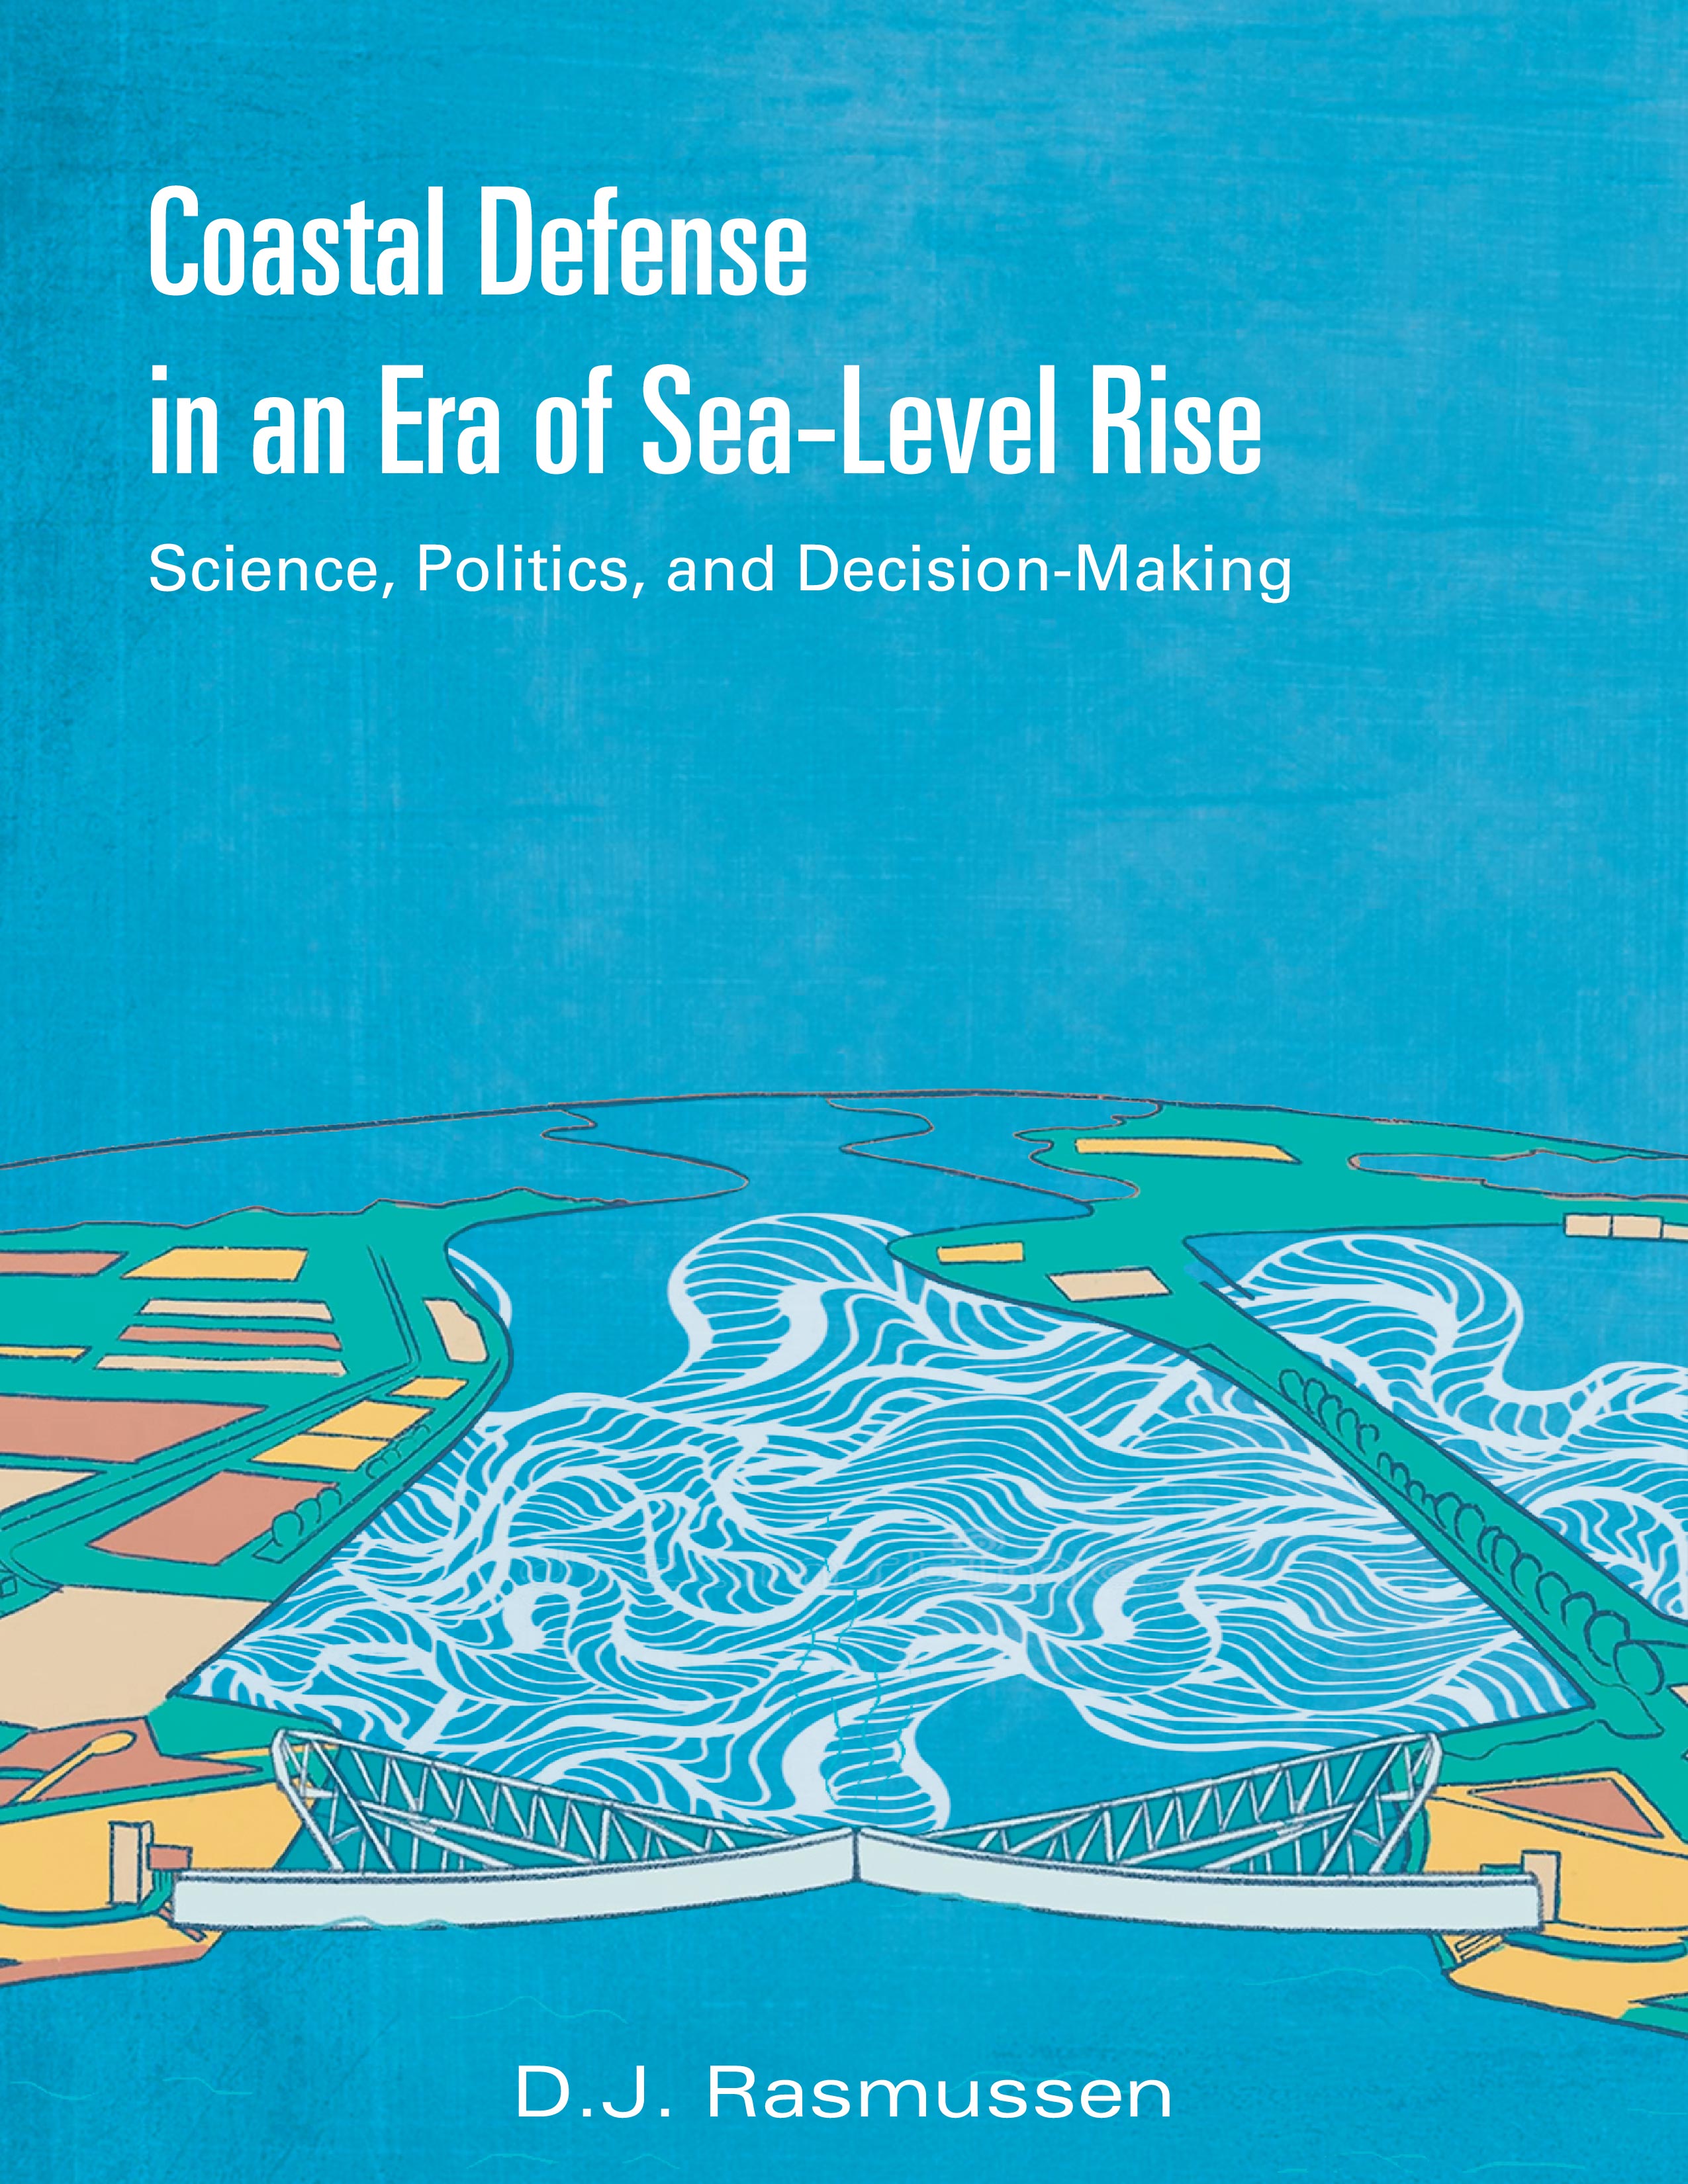 Coastal Defense
in an Era of Sea-Level Rise
Science, Politics, and Decision-Making
D.J. Rasmussen